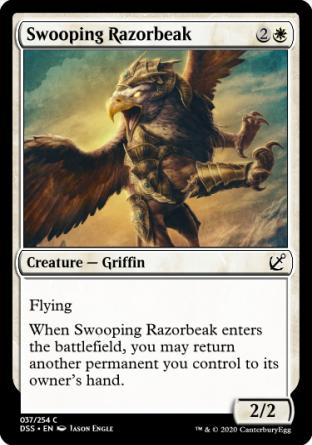 Swooping Razorbeak 2
Creature — Griffin
Flying
When Swooping Razorbeak enters
the battlefield, you may return
another permanent you control to its
owner's hand.
2/2
037/254 C
DSS • EN Jason Engle
™ & © 2020 CanterburyEgg